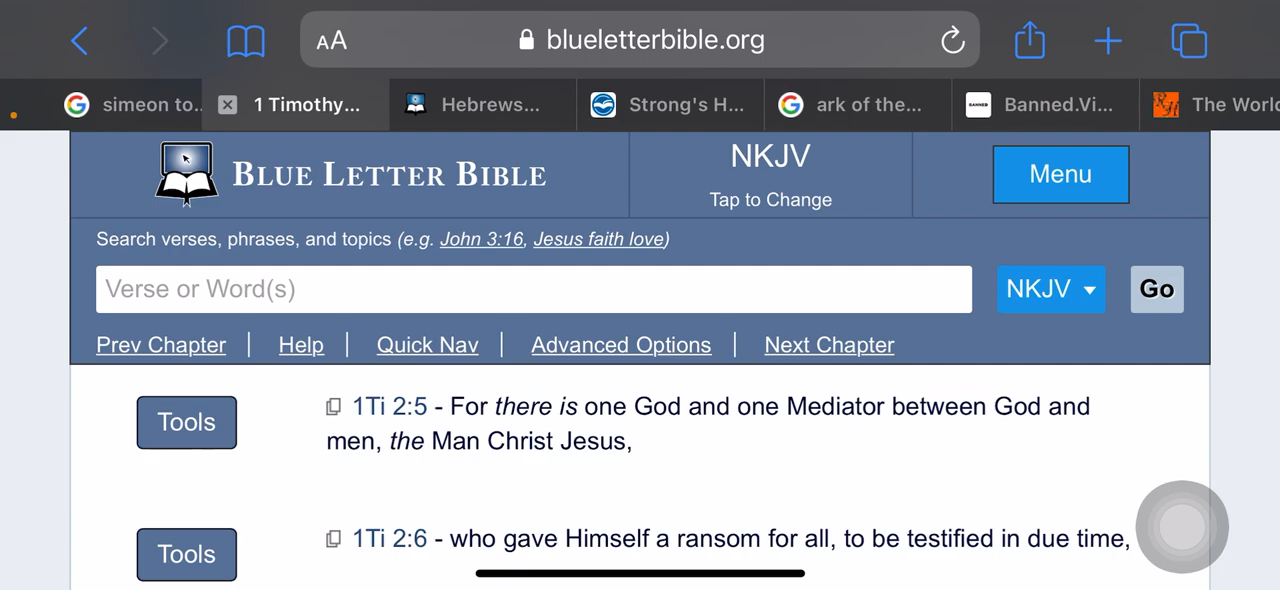 AA blueletterbible.org
simeon to... 1 Timothy... Hebrews... Strong's H... ark of the... BANNED Banned.Vi... RH The World
BLUE LETTER BIBLE NKJV Menu
Tap to Change
Search verses, phrases, and topics (e.g. John 3:16, Jesus faith love)
Verse or Word(s) NKJV Go
Prev Chapter | Help | Quick Nav | Advanced Options | Next Chapter
Tools 1Ti 2:5 - For there is one God and one Mediator between God and
men, the Man Christ Jesus,
Tools 1Ti 2:6 - who gave Himself a ransom for all, to be testified in due time,